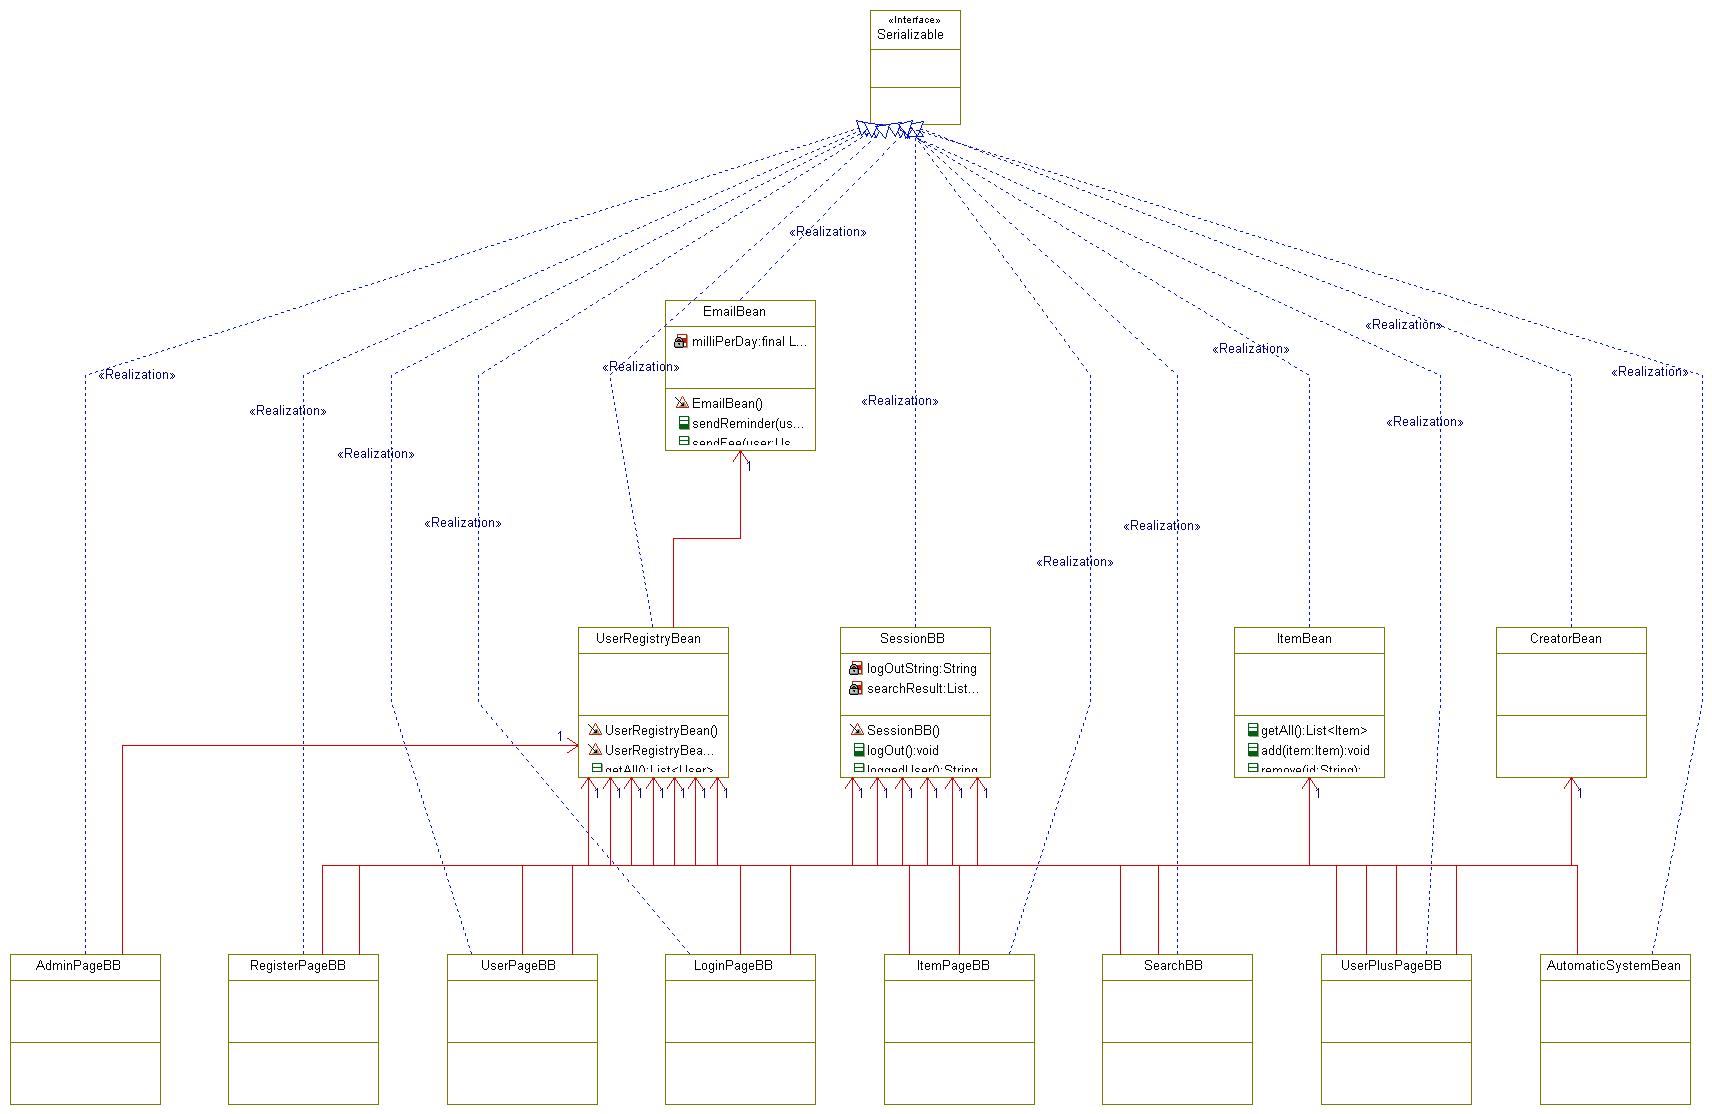 «Interface»
Serializable
«Realization»
EmailBean
milliPerDay:final L...
EmailBean()
sendReminder(us...
sendFee(user:Us
1
«Realization»
«Realization»
«Realization»
«Realization»
«Realization»
«Realization»
«Realization»
«Realization»
«Realization»
«Realization»
«Realization»
«Realization»
UserRegistryBean
UserRegistryBean()
UserRegistryBea...
getAll():List<User>
SessionBB
logOutString:String
searchResult:List...
SessionBB()
logOut():void
loggedUser():String
ItemBean
getAll():List<Item>
add(item:Item):void
remove(id:String):
CreatorBean
1
1 1 1 1 1 1 1
1 1 1 1 1 1
1
1
AdminPageBB
RegisterPageBB
UserPageBB
LoginPageBB
ItemPageBB
SearchBB
UserPlusPageBB
AutomaticSystemBean